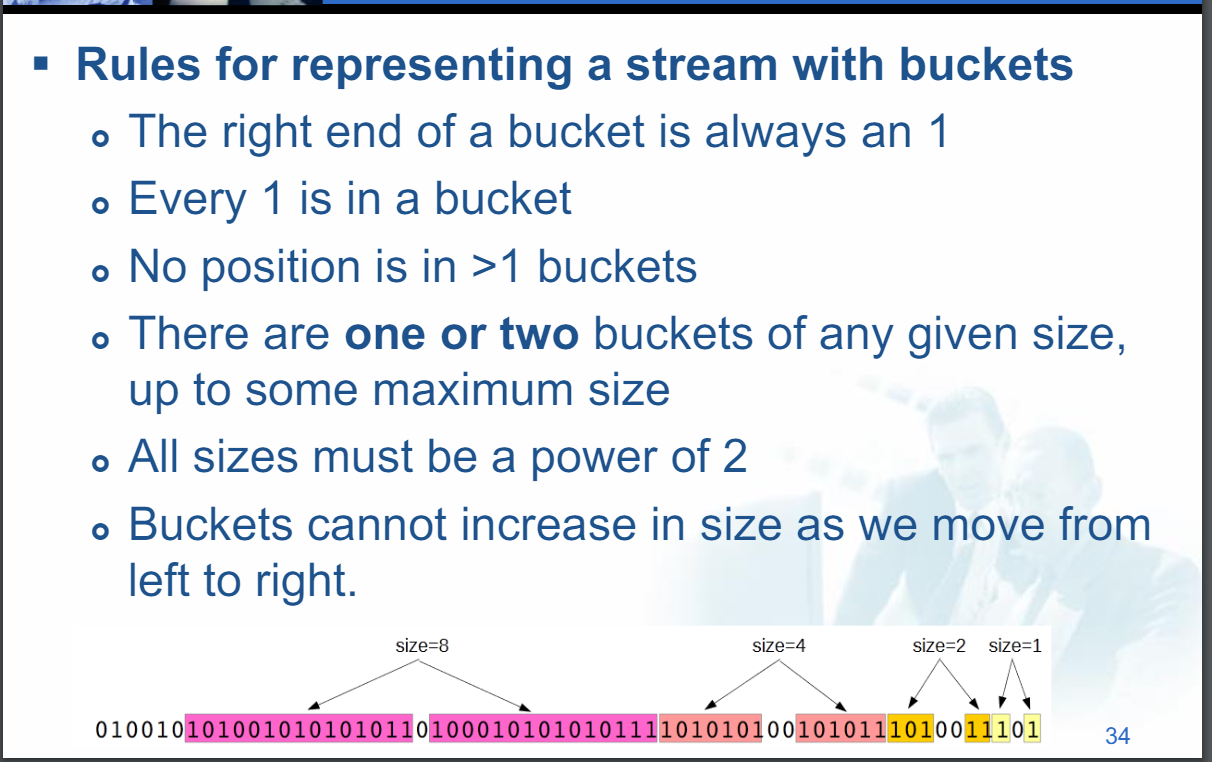 ▪ Rules for representing a stream with buckets
The right end of a bucket is always an 1
Every 1 is in a bucket
No position is in >1 buckets
There are one or two buckets of any given size,
up to some maximum size
All sizes must be a power of 2
Buckets cannot increase in size as we move from
left to right.
size=8 size=4 size=2 size=1
01001010100101010101101000101010101111010101001010111010011101
34